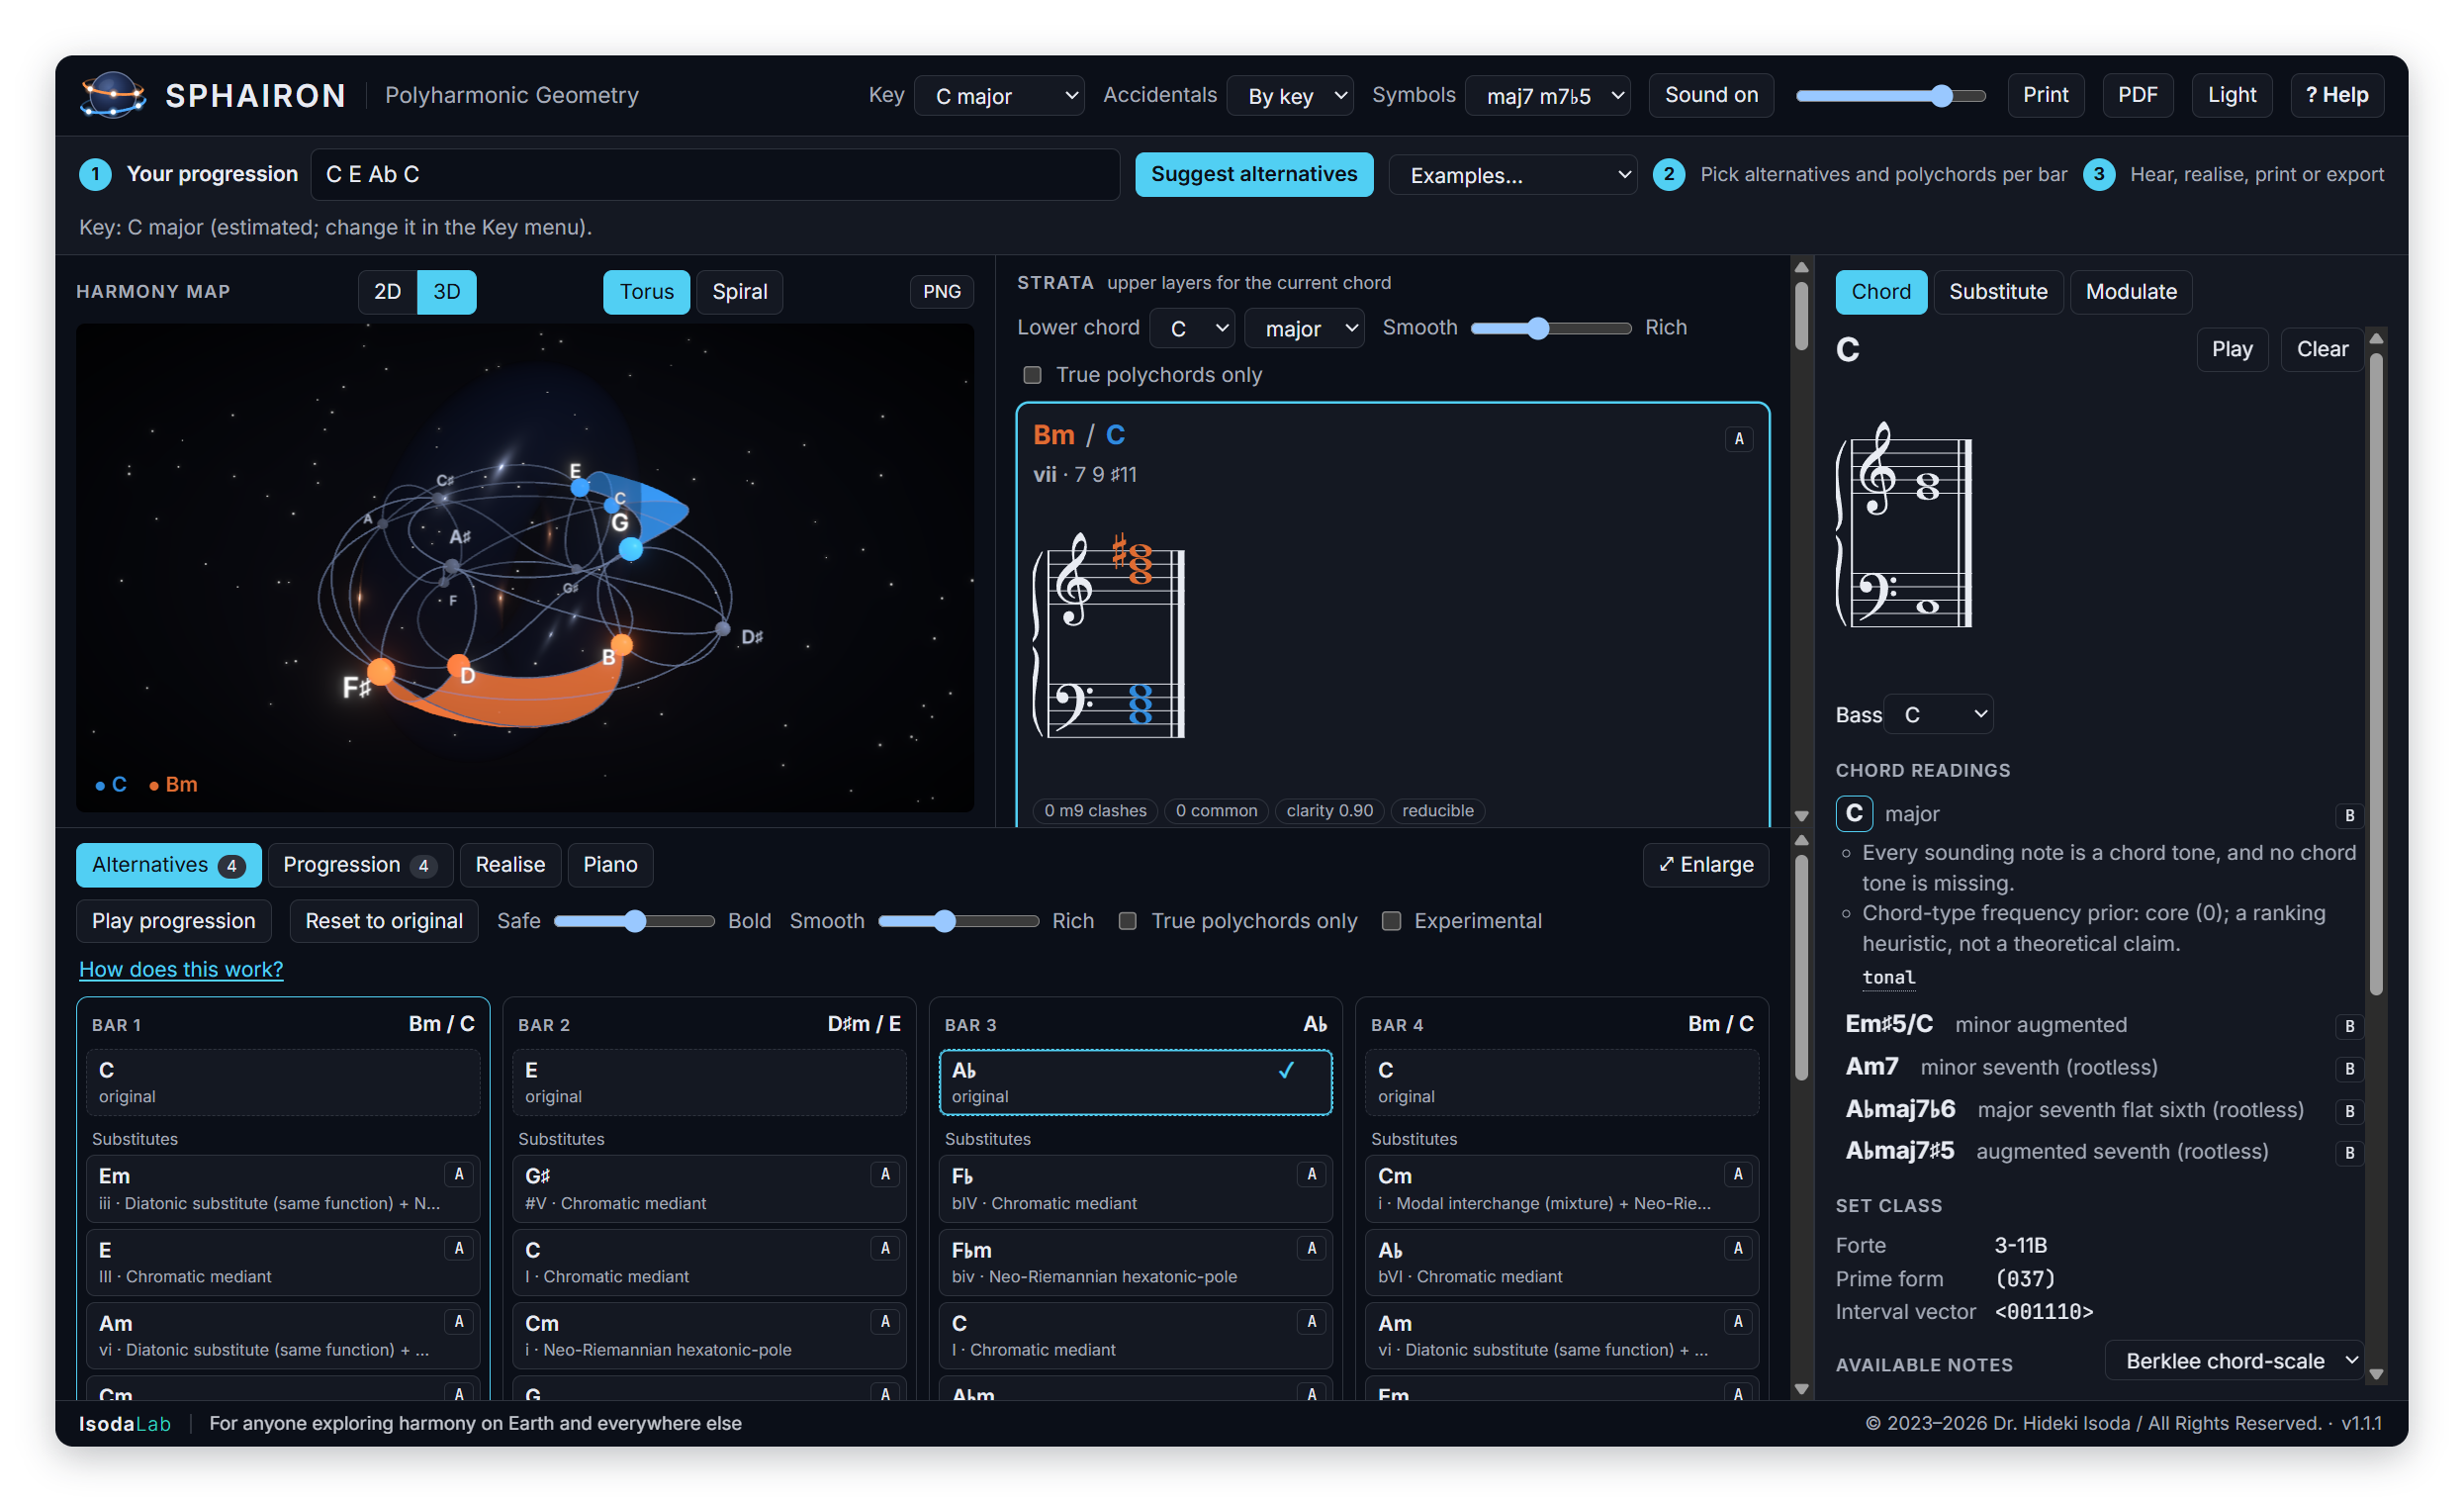 SPHAIRON Polyharmonic Geometry Key C major Accidentals By key Symbols maj7 m7♭5 Sound on Print PDF Light ? Help
1 Your progression C E Ab C Suggest alternatives Examples... 2 Pick alternatives and polychords per bar 3 Hear, realise, print or export
Key: C major (estimated; change it in the Key menu).
HARMONY MAP 2D 3D Torus Spiral PNG
E
C♯
C
A
G
A♯
G♯
F
D♯
B
D
F♯
C Bm
STRATA upper layers for the current chord
Lower chord C major Smooth Rich
True polychords only
Bm / C A
vii · 7 9 ♯11
0 m9 clashes 0 common clarity 0.90 reducible
Alternatives 4 Progression 4 Realise Piano Enlarge
Play progression Reset to original Safe Bold Smooth Rich True polychords only Experimental
How does this work?
BAR 1 Bm / C
C
original
Substitutes
Em A
iii · Diatonic substitute (same function) + N...
E A
III · Chromatic mediant
Am A
vi · Diatonic substitute (same function) + ...
Cm A
BAR 2 D♯m / E
E
original
Substitutes
G♯ A
#V · Chromatic mediant
C A
I · Chromatic mediant
Cm A
i · Neo-Riemannian hexatonic-pole
G A
BAR 3 A♭
A♭ ✓
original
Substitutes
F♭ A
bIV · Chromatic mediant
F♭m A
biv · Neo-Riemannian hexatonic-pole
C A
I · Chromatic mediant
A♭m A
BAR 4 Bm / C
C
original
Substitutes
Cm A
i · Modal interchange (mixture) + Neo-Rie...
A♭ A
bVI · Chromatic mediant
Am A
vi · Diatonic substitute (same function) + ...
Em A
Chord Substitute Modulate
C Play Clear
Bass C
CHORD READINGS
C major B
Every sounding note is a chord tone, and no chord
tone is missing.
Chord-type frequency prior: core (0); a ranking
heuristic, not a theoretical claim.
tonal
Em♯5/C minor augmented B
Am7 minor seventh (rootless) B
A♭maj7♭6 major seventh flat sixth (rootless) B
A♭maj7♯5 augmented seventh (rootless) B
SET CLASS
Forte 3-11B
Prime form (037)
Interval vector <001110>
AVAILABLE NOTES Berklee chord-scale
IsodaLab For anyone exploring harmony on Earth and everywhere else © 2023–2026 Dr. Hideki Isoda / All Rights Reserved. · v1.1.1